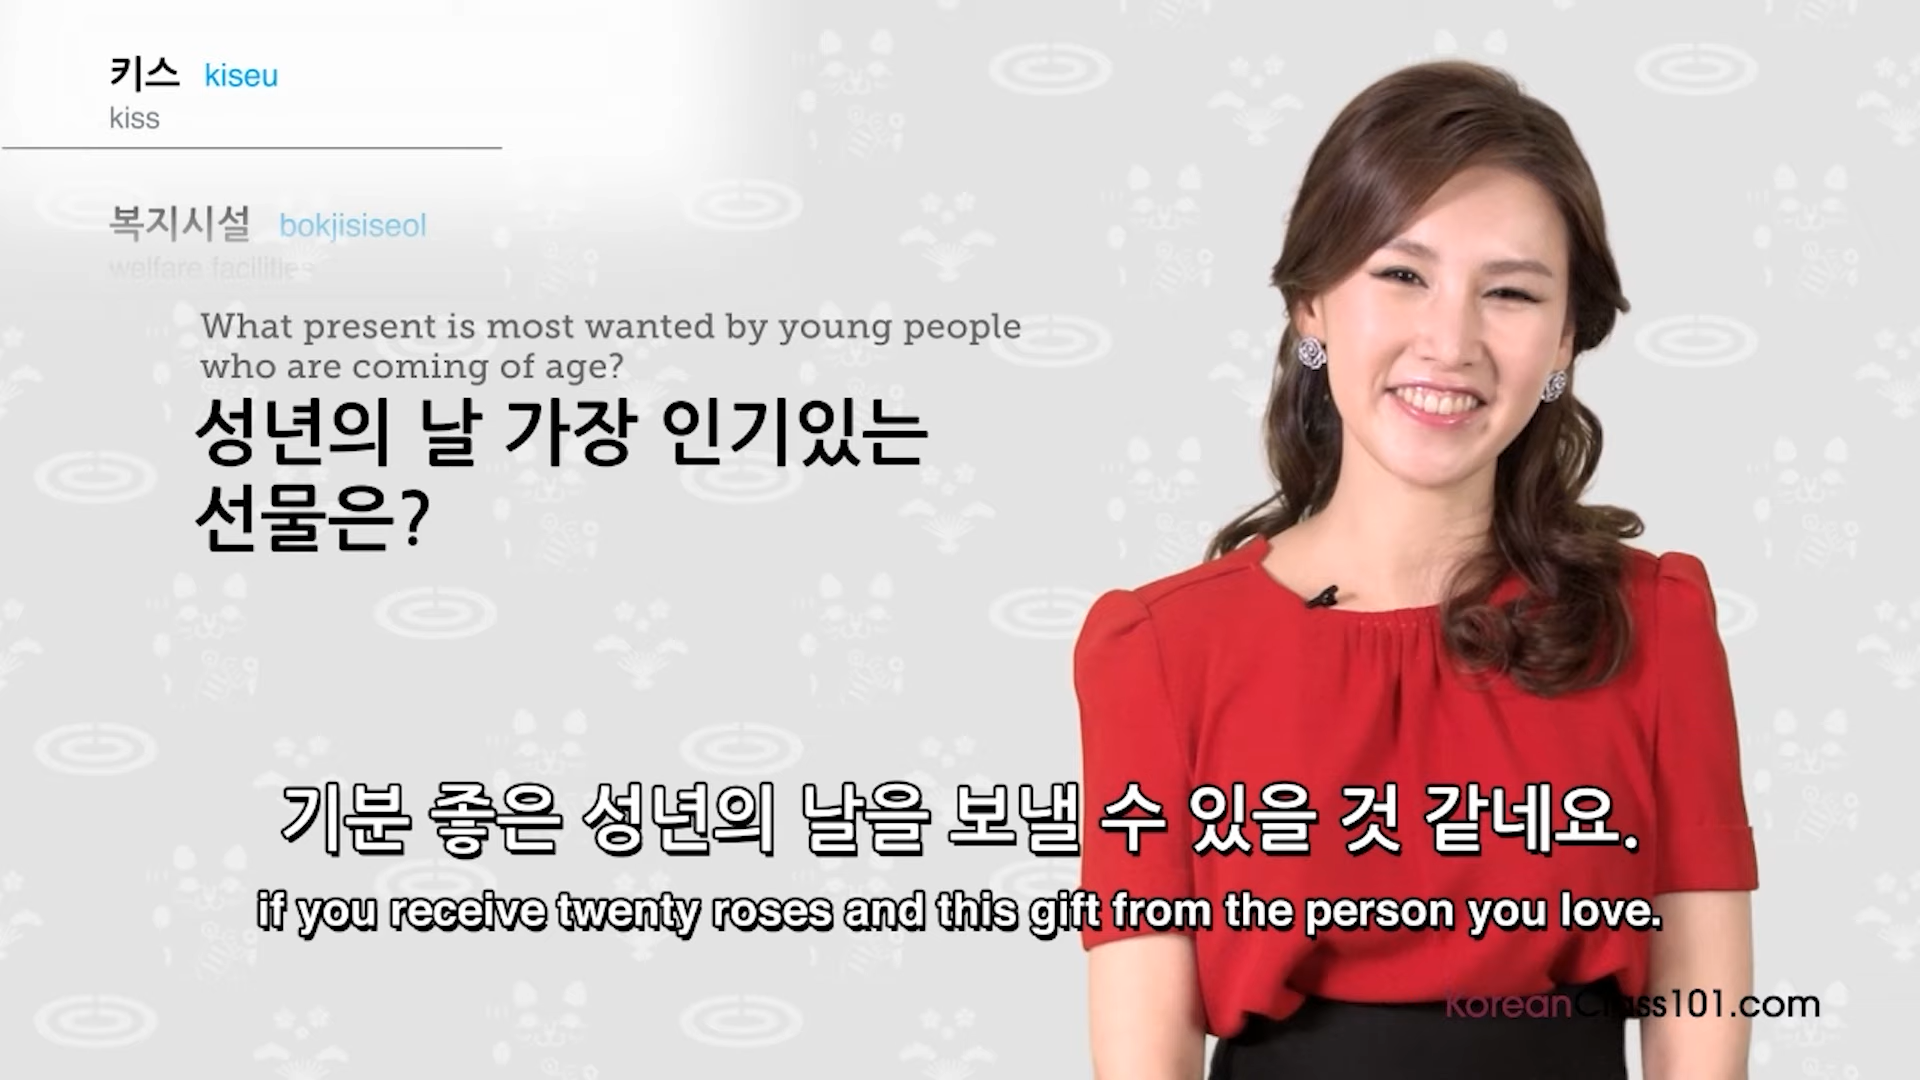 키스 kiseu
kiss
복지시설 bokjisiseol
welfare facilities
What present is most wanted by young people
who are coming of age?
성년의 날 가장 인기있는
선물은?
기분 좋은 성년의 날을 보낼 수 있을 것 같네요.
if you receive twenty roses and this gift from the person you love.
KoreanClass101.com